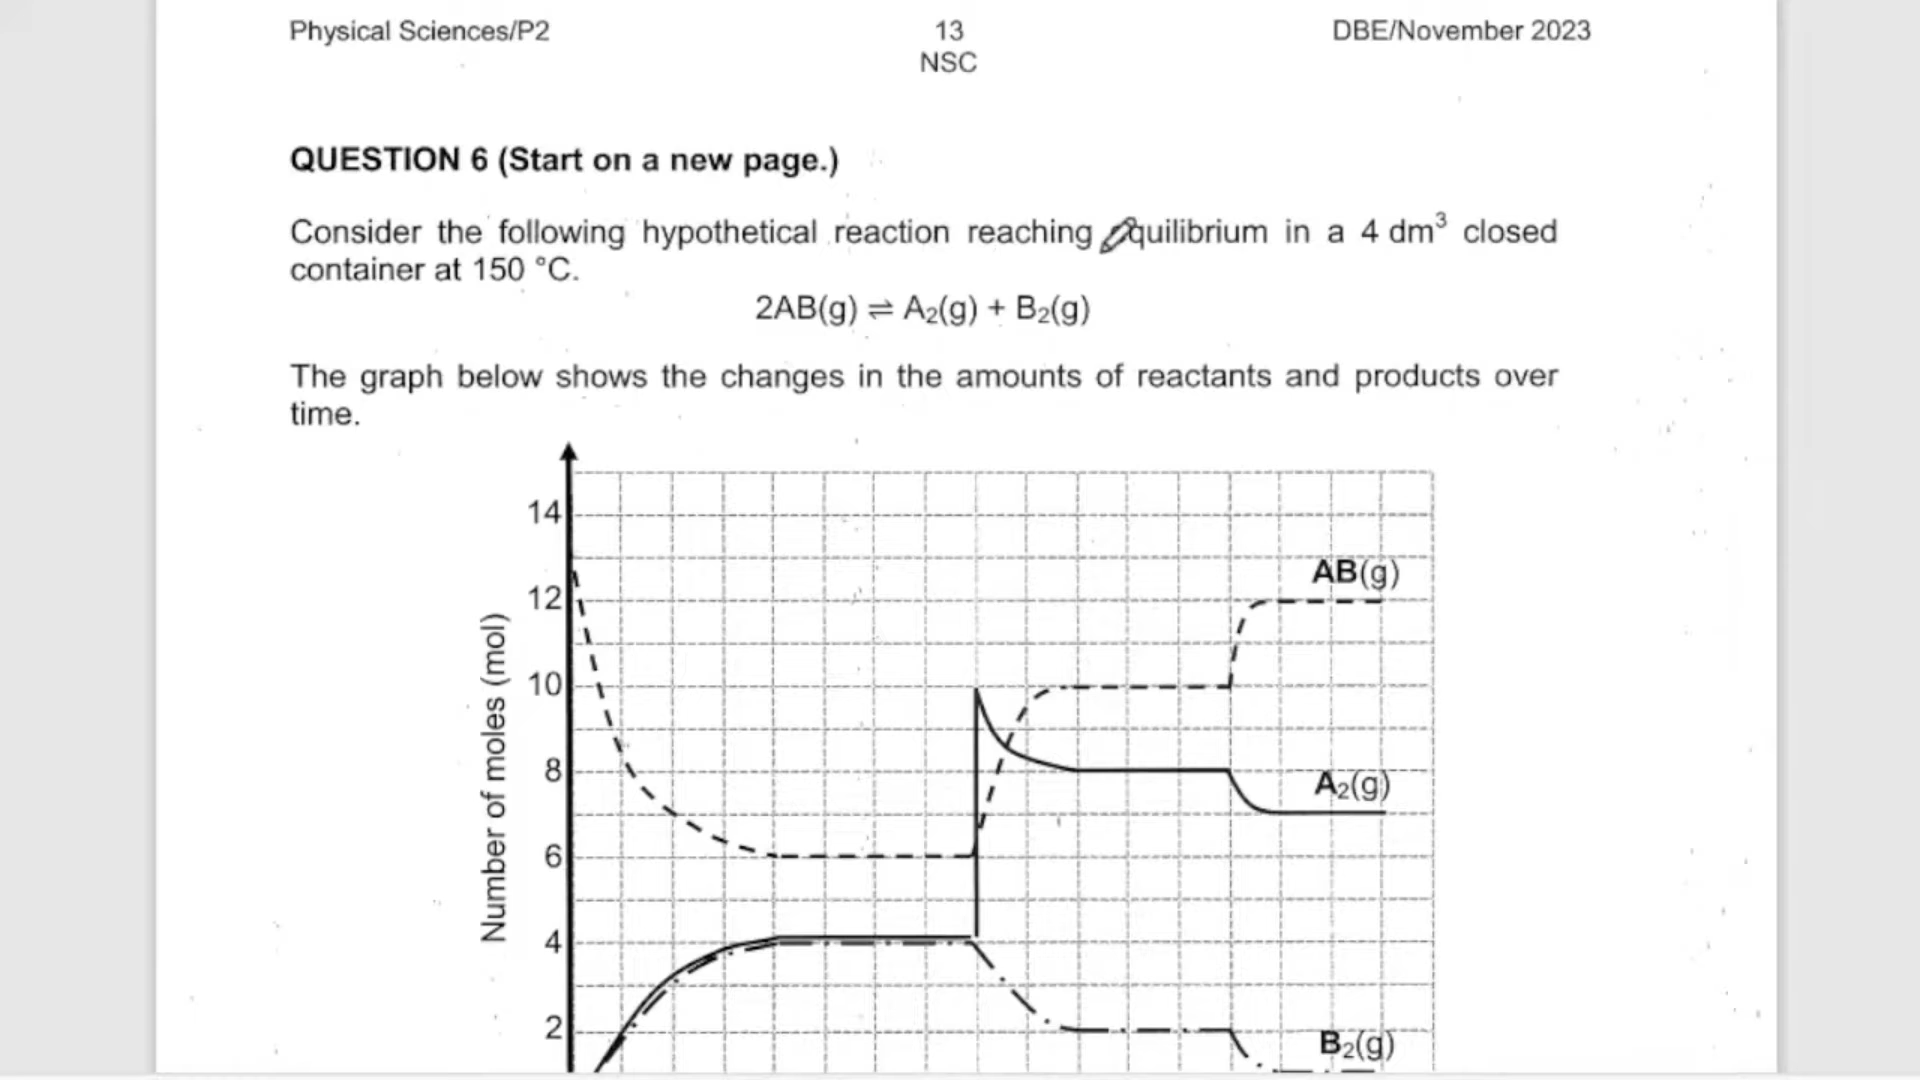 Physical Sciences/P2 13 DBE/November 2023
NSC
QUESTION 6 (Start on a new page.)
Consider the following hypothetical reaction reaching equilibrium in a 4 dm³ closed
container at 150 °C.
2AB(g) ⇌ A₂(g) + B₂(g)
The graph below shows the changes in the amounts of reactants and products over
time.
Number of moles (mol)
14
12
10
8
6
4
2
AB(g)
A₂(g)
B₂(g)